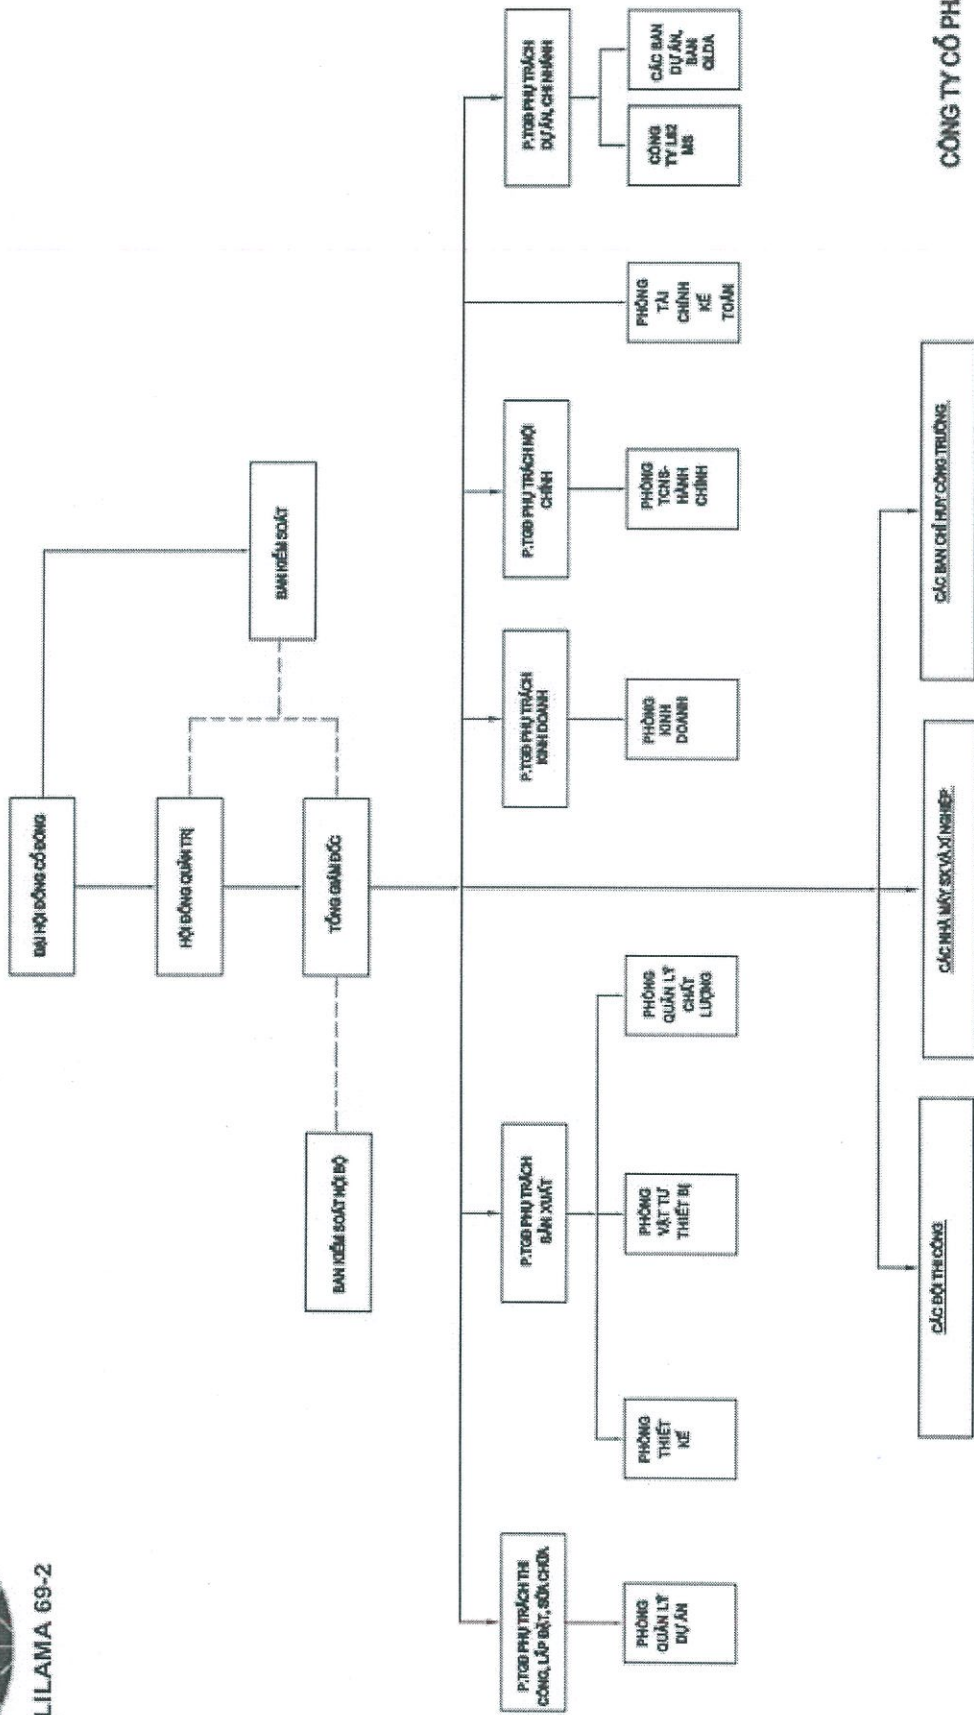 LILAMA 69-2
ĐẠI HỘI ĐỒNG CỔ ĐÔNG
HỘI ĐỒNG QUẢN TRỊ
BAN KIỂM SOÁT
TỔNG GIÁM ĐỐC
BAN KIỂM SOÁT NỘI BỘ
P.TGĐ PHỤ TRÁCH THI
CÔNG, LẮP ĐẶT, SỬA CHỮA
P.TGĐ PHỤ TRÁCH
SẢN XUẤT
P.TGĐ PHỤ TRÁCH
KINH DOANH
P.TGĐ PHỤ TRÁCH NỘI
CHÍNH
P.TGĐ PHỤ TRÁCH
DỰ ÁN, CHI NHÁNH
PHÒNG
QUẢN LÝ
DỰ ÁN
PHÒNG
THIẾT
KẾ
PHÒNG
VẬT TƯ
THIẾT BỊ
PHÒNG
QUẢN LÝ
CHẤT
LƯỢNG
PHÒNG
KINH
DOANH
PHÒNG
TCNS-
HÀNH
CHÍNH
PHÒNG
TÀI
CHÍNH
KẾ
TOÁN
CÔNG
TY L692
MS
CÁC BAN
DỰ ÁN,
BAN
QLDA
CÁC ĐỘI THI CÔNG
CÁC NHÀ MÁY SX VÀ XÍ NGHIỆP
CÁC BAN CHỈ HUY CÔNG TRƯỜNG
CÔNG TY CỔ PH